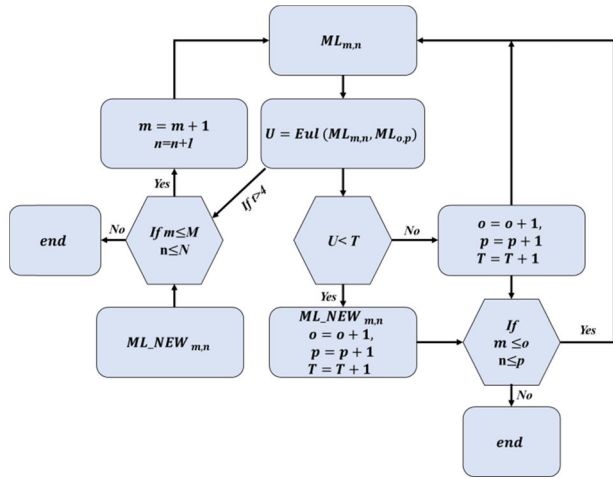 ML_{m,n}
m = m + 1
n=n+1
U = Eul (ML_{m,n}, ML_{o,p})
Yes
If t>4
end
No
If m≤M
n≤N
U< T
No
o = o + 1,
p = p + 1
T = T + 1
Yes
ML_NEW_{m,n}
ML_NEW_{m,n}
o = o + 1,
p = p + 1
T = T + 1
If
m ≤o
n≤p
Yes
No
end